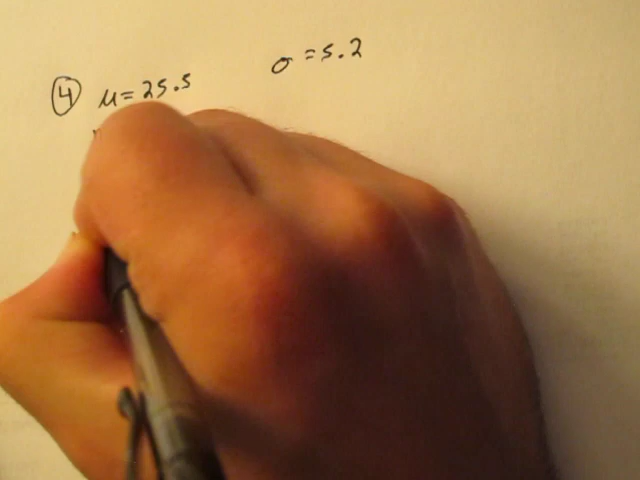 ④ μ = 25.5 σ = 5.2